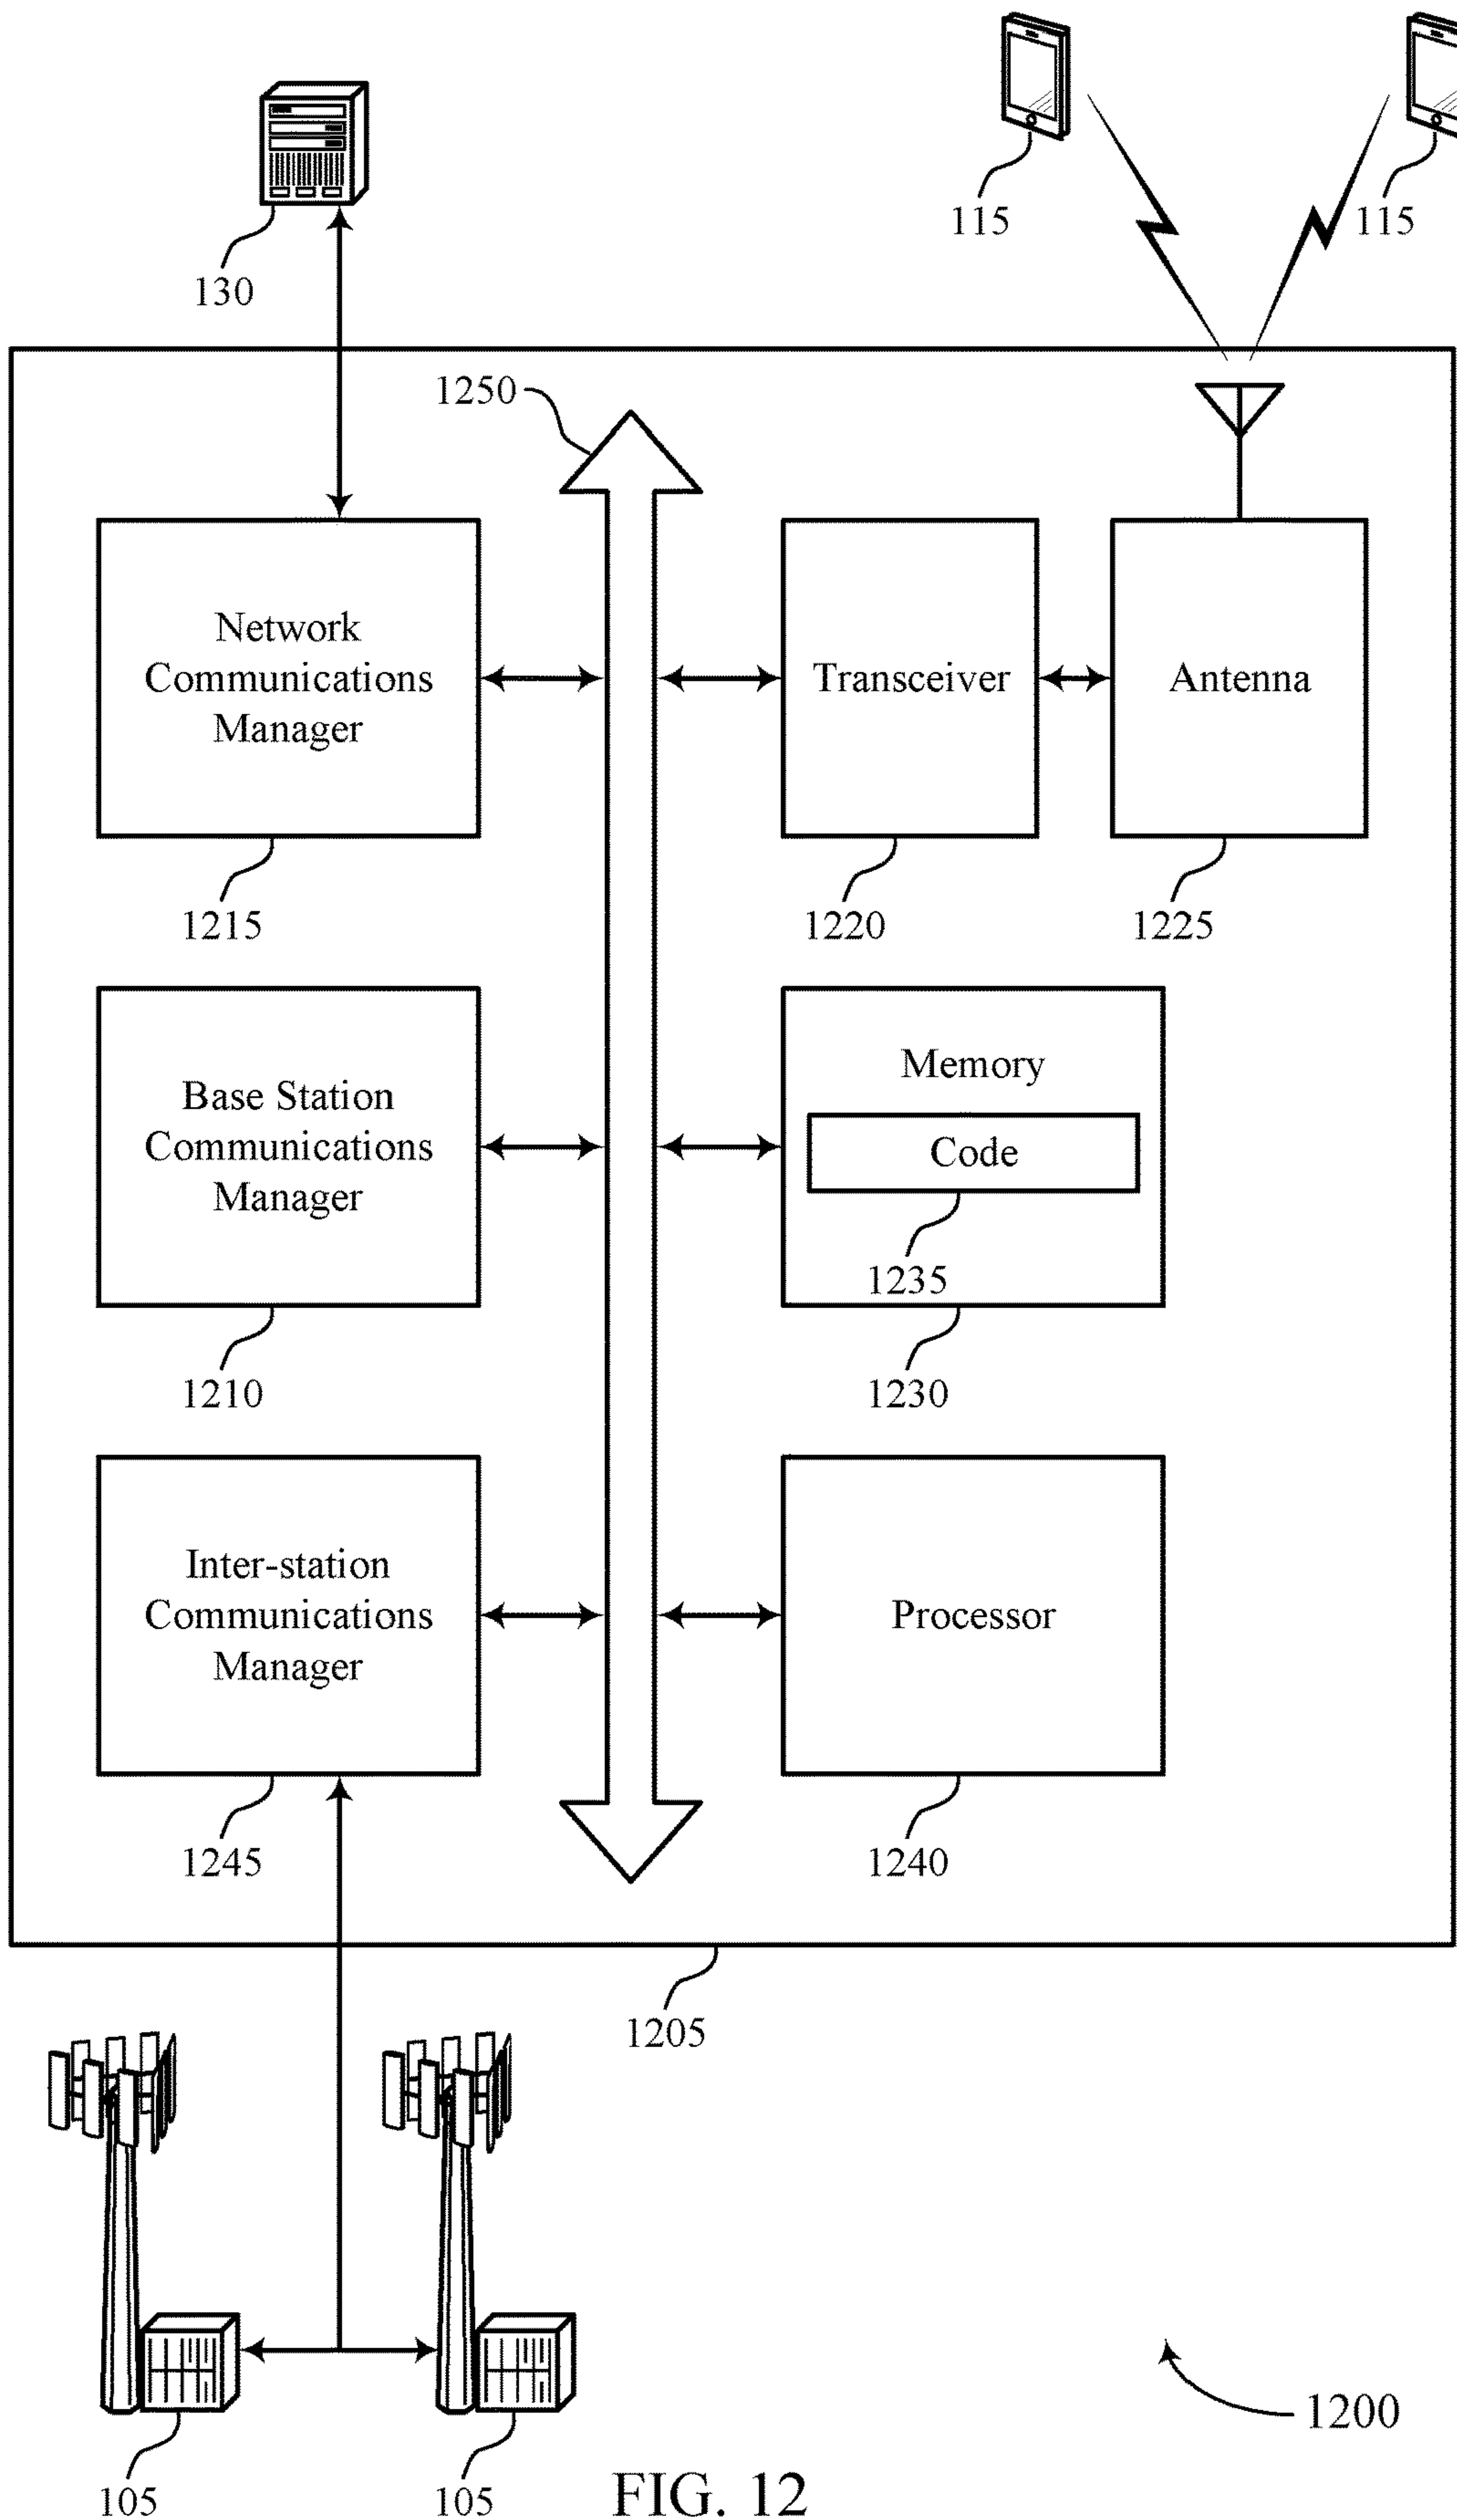 115
115
130
1250
Network
Communications
Manager
Transceiver
Antenna
1215
1220
1225
Base Station
Communications
Manager
Memory
Code
1235
1210
1230
Inter-station
Communications
Manager
Processor
1245
1240
1205
1200
105
105
FIG. 12